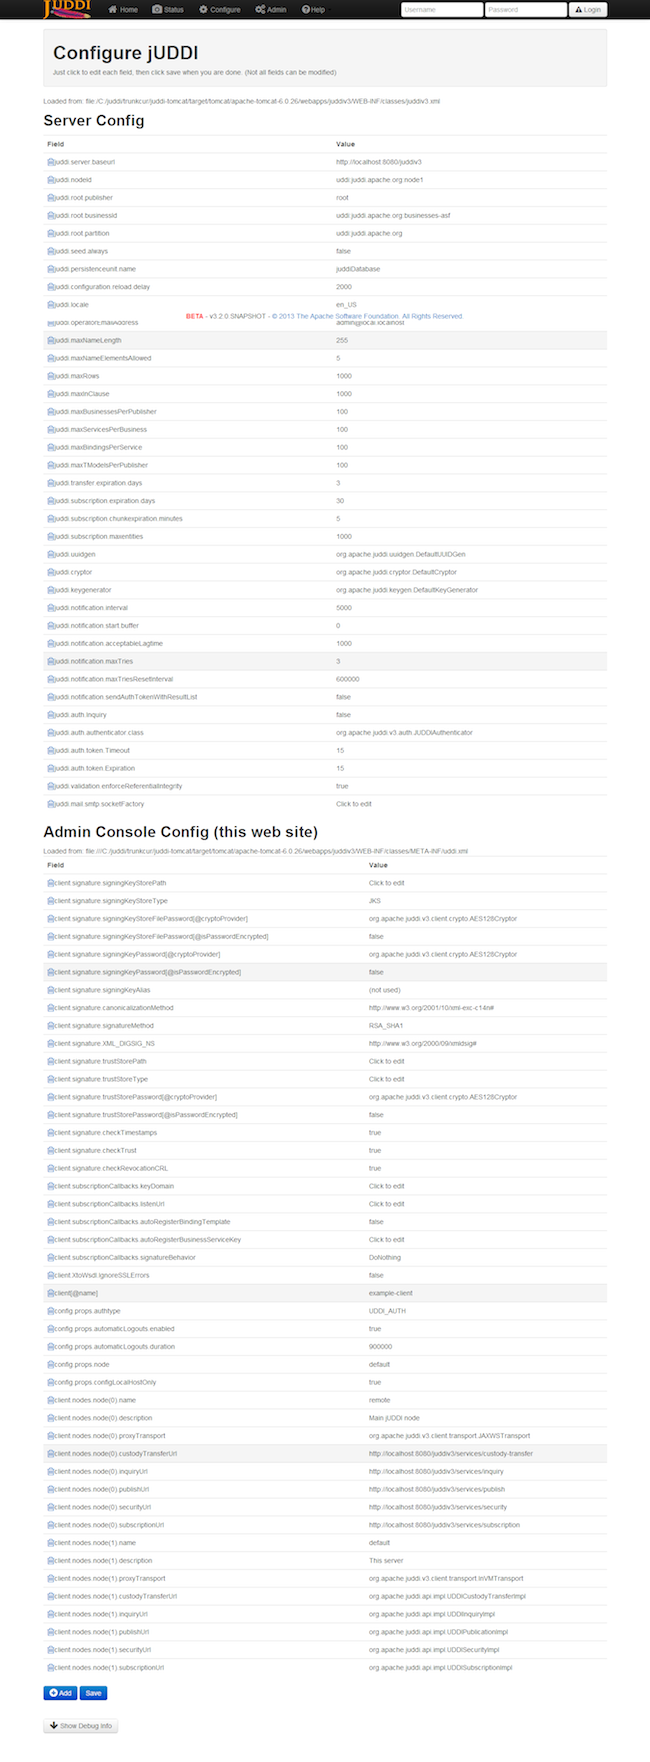 JUDDI Home Status Configure Admin Help Username Password Login
Configure jUDDI
Just click to edit each field, then click save when you are done. (Not all fields can be modified)
Loaded from: file:/C:/juddi/trunkcur/juddi-tomcat/target/tomcat/apache-tomcat-6.0.26/webapps/juddiv3/WEB-INF/classes/juddiv3.xml
Server Config
Field Value
juddi.server.baseurl http://localhost:8080/juddiv3
juddi.nodeId uddi:juddi.apache.org:node1
juddi.root.publisher root
juddi.root.businessId uddi:juddi.apache.org:businesses-asf
juddi.root.partition uddi:juddi.apache.org
juddi.seed.always false
juddi.persistenceunit.name juddiDatabase
juddi.configuration.reload.delay 2000
juddi.locale en_US
BETA - v3.2.0 SNAPSHOT - © 2013 The Apache Software Foundation. All Rights Reserved
juddi.operatorEmailAddress admin@local.localhost
juddi.maxNameLength 255
juddi.maxNameElementsAllowed 5
juddi.maxRows 1000
juddi.maxInClause 1000
juddi.maxBusinessesPerPublisher 100
juddi.maxServicesPerBusiness 100
juddi.maxBindingsPerService 100
juddi.maxTModelsPerPublisher 100
juddi.transfer.expiration.days 3
juddi.subscription.expiration.days 30
juddi.subscription.chunkexpiration.minutes 5
juddi.subscription.maxentities 1000
juddi.uuidgen org.apache.juddi.uuidgen.DefaultUUIDGen
juddi.cryptor org.apache.juddi.cryptor.DefaultCryptor
juddi.keygenerator org.apache.juddi.keygen.DefaultKeyGenerator
juddi.notification.interval 5000
juddi.notification.start.buffer 0
juddi.notification.acceptableLagtime 1000
juddi.notification.maxTries 3
juddi.notification.maxTriesResetInterval 600000
juddi.notification.sendAuthTokenWithResultList false
juddi.auth.Inquiry false
juddi.auth.authenticator.class org.apache.juddi.v3.auth.JUDDIAuthenticator
juddi.auth.token.Timeout 15
juddi.auth.token.Expiration 15
juddi.validation.enforceReferentialIntegrity true
juddi.mail.smtp.socketFactory Click to edit
Admin Console Config (this web site)
Loaded from: file:///C:/juddi/trunkcur/juddi-tomcat/target/tomcat/apache-tomcat-6.0.26/webapps/juddiv3/WEB-INF/classes/META-INF/uddi.xml
Field Value
client.signature.signingKeyStorePath Click to edit
client.signature.signingKeyStoreType JKS
client.signature.signingKeyStoreFilePassword[@cryptoProvider] org.apache.juddi.v3.client.crypto.AES128Cryptor
client.signature.signingKeyStoreFilePassword[@isPasswordEncrypted] false
client.signature.signingKeyPassword[@cryptoProvider] org.apache.juddi.v3.client.crypto.AES128Cryptor
client.signature.signingKeyPassword[@isPasswordEncrypted] false
client.signature.signingKeyAlias (not used)
client.signature.canonicalizationMethod http://www.w3.org/2001/10/xml-exc-c14n#
client.signature.signatureMethod RSA_SHA1
client.signature.XML_DIGSIG_NS http://www.w3.org/2000/09/xmldsig#
client.signature.trustStorePath Click to edit
client.signature.trustStoreType Click to edit
client.signature.trustStorePassword[@cryptoProvider] org.apache.juddi.v3.client.crypto.AES128Cryptor
client.signature.trustStorePassword[@isPasswordEncrypted] false
client.signature.checkTimestamps true
client.signature.checkTrust true
client.signature.checkRevocationCRL true
client.subscriptionCallbacks.keyDomain Click to edit
client.subscriptionCallbacks.listenUrl Click to edit
client.subscriptionCallbacks.autoRegisterBindingTemplate false
client.subscriptionCallbacks.autoRegisterBusinessServiceKey Click to edit
client.subscriptionCallbacks.signatureBehavior DoNothing
client.XtoWsdl.IgnoreSSLErrors false
client[@name] example-client
config.props.authtype UDDI_AUTH
config.props.automaticLogouts.enabled true
config.props.automaticLogouts.duration 900000
config.props.node default
config.props.configLocalHostOnly true
client.nodes.node(0).name remote
client.nodes.node(0).description Main jUDDI node
client.nodes.node(0).proxyTransport org.apache.juddi.v3.client.transport.JAXWSTransport
client.nodes.node(0).custodyTransferUrl http://localhost:8080/juddiv3/services/custody-transfer
client.nodes.node(0).inquiryUrl http://localhost:8080/juddiv3/services/inquiry
client.nodes.node(0).publishUrl http://localhost:8080/juddiv3/services/publish
client.nodes.node(0).securityUrl http://localhost:8080/juddiv3/services/security
client.nodes.node(0).subscriptionUrl http://localhost:8080/juddiv3/services/subscription
client.nodes.node(1).name default
client.nodes.node(1).description This server
client.nodes.node(1).proxyTransport org.apache.juddi.v3.client.transport.InVMTransport
client.nodes.node(1).custodyTransferUrl org.apache.juddi.api.impl.UDDICustodyTransferImpl
client.nodes.node(1).inquiryUrl org.apache.juddi.api.impl.UDDIInquiryImpl
client.nodes.node(1).publishUrl org.apache.juddi.api.impl.UDDIPublicationImpl
client.nodes.node(1).securityUrl org.apache.juddi.api.impl.UDDISecurityImpl
client.nodes.node(1).subscriptionUrl org.apache.juddi.api.impl.UDDISubscriptionImpl
Add Save
Show Debug Info